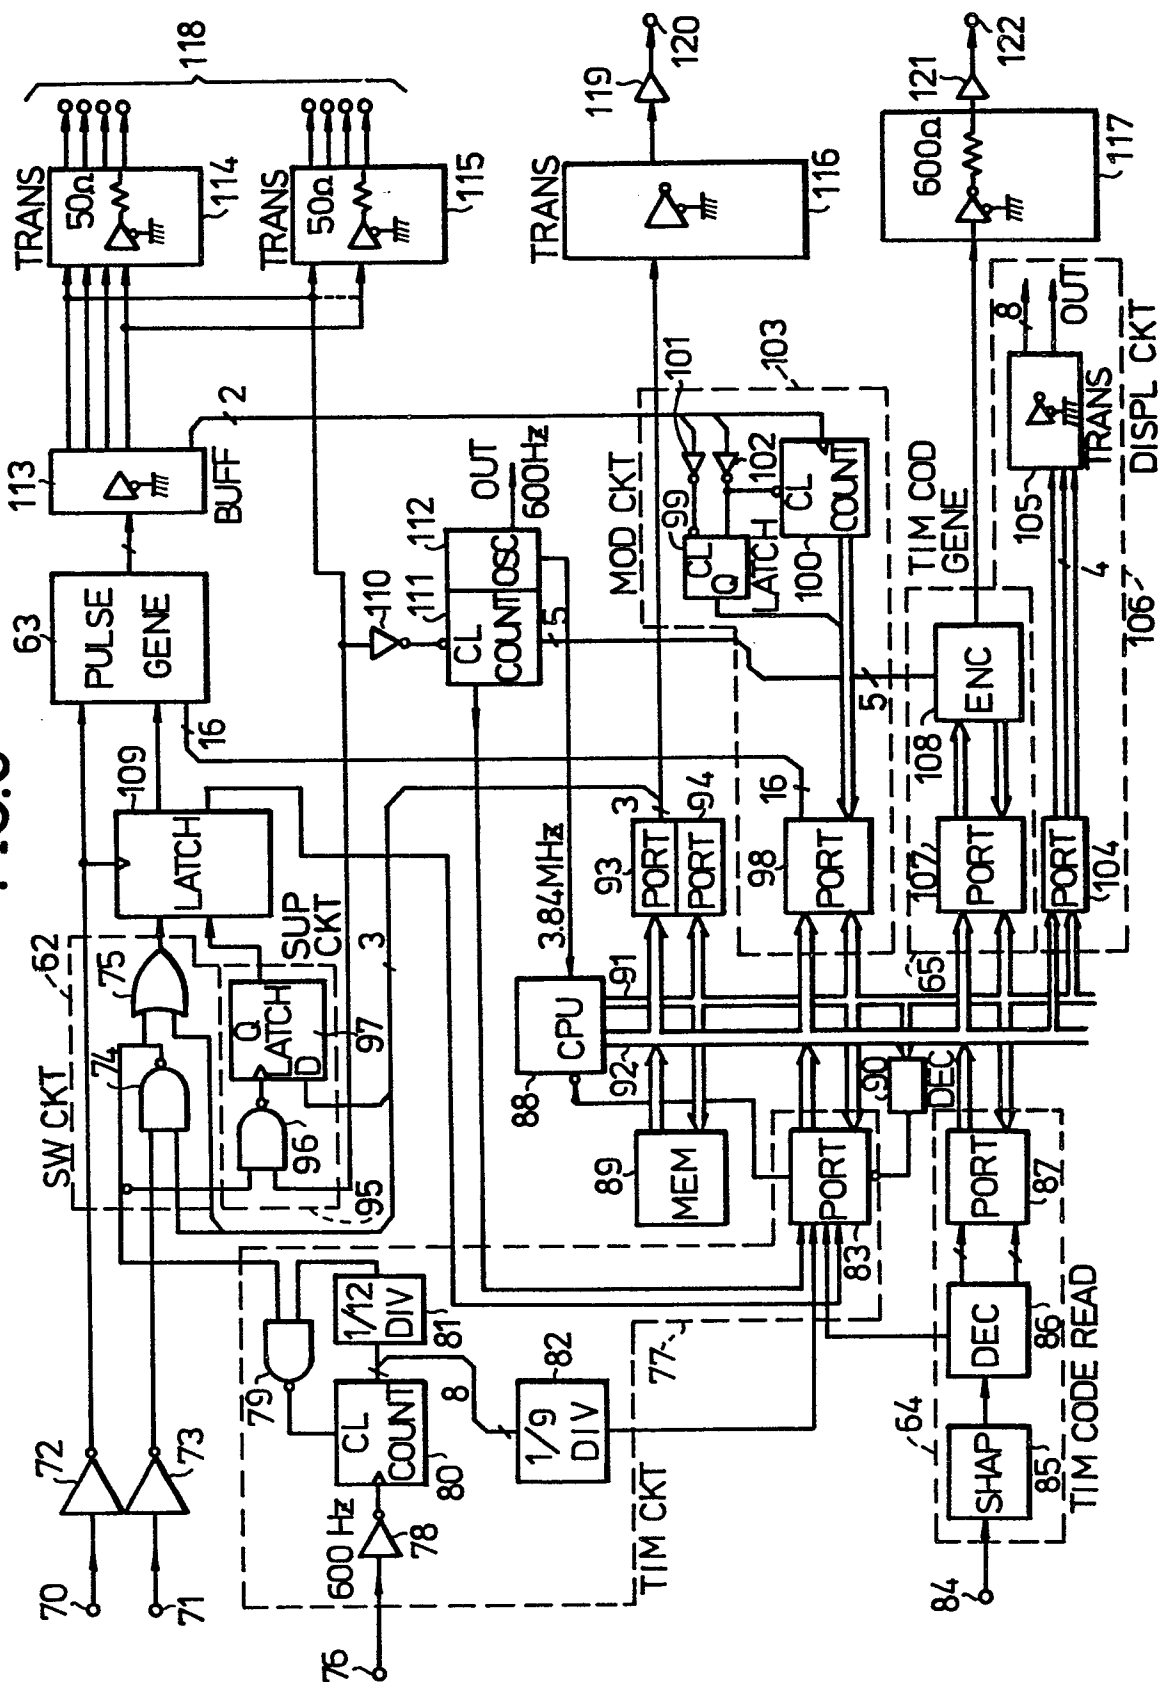 118
TRANS
50Ω
114
TRANS
50Ω
115
119
120
TRANS
116
121
122
600Ω
117
113
BUFF
2
63
PULSE
GENE
16
109
LATCH
62
75
74
SW CKT
SUP
CKT
Q
LATCH
D
97
96
95
3
72
73
70
71
110
111
112
CL
COUNT
OSC
OUT
600Hz
5
3.84MHz
MOD CKT
101
103
99
CL
Q
LATCH
102
CL
COUNT
100
3
93
PORT
94
PORT
16
98
PORT
5
TIM COD
GENE
108
ENC
107
PORT
65
8
OUT
105
TRANS
DISPL CKT
4
106
PORT
104
CPU
88
91
92
89
MEM
90
DEC
PORT
83
PORT
87
79
1/12
DIV
81
CL
COUNT
80
8
82
1/9
DIV
77
600 Hz
78
76
TIM CKT
64
DEC
86
SHAP
85
TIM CODE READ
84